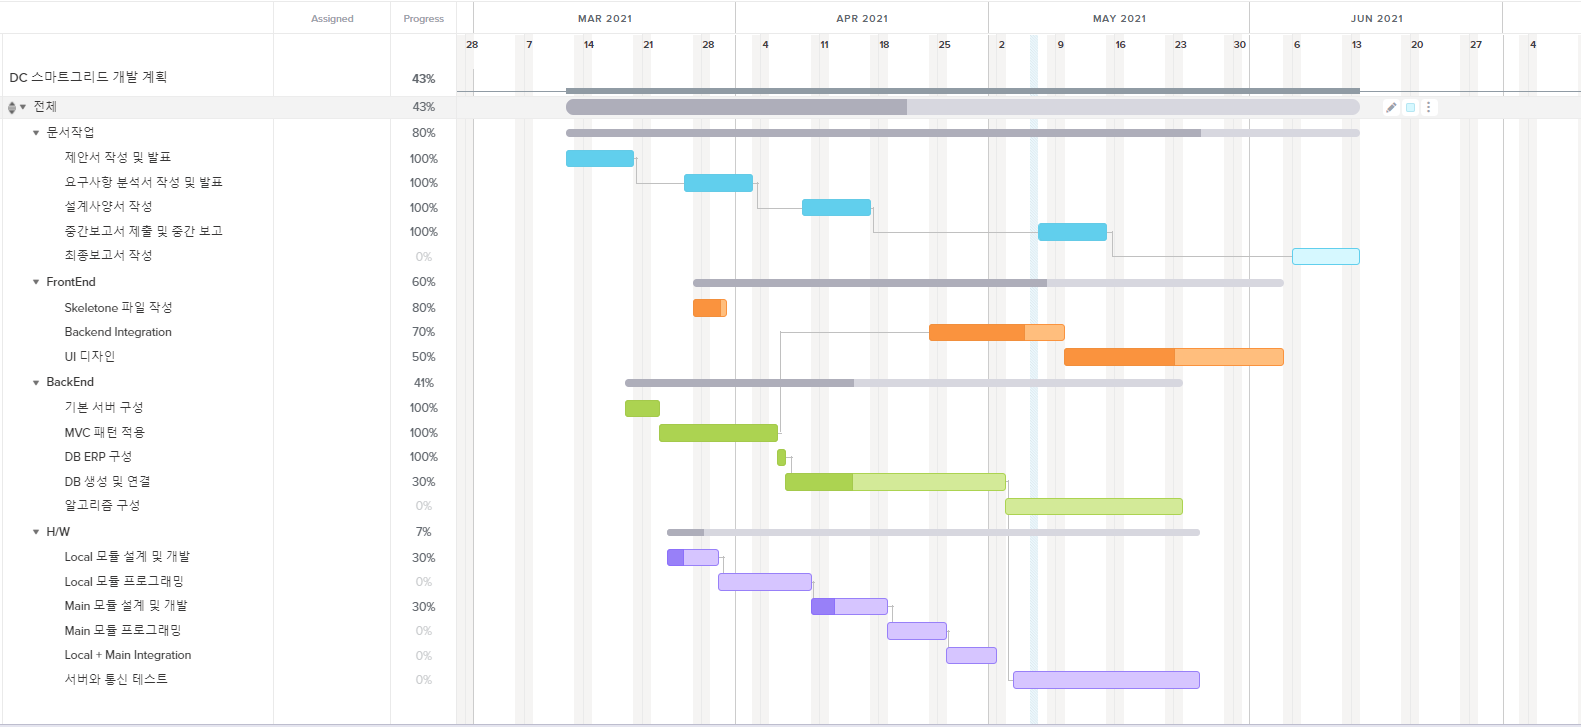 Assigned Progress MAR 2021 APR 2021 MAY 2021 JUN 2021
28 7 14 21 28 4 11 18 25 2 9 16 23 30 6 13 20 27 4
DC 스마트그리드 개발 계획 43%
전체 43%
문서작업 80%
제안서 작성 및 발표 100%
요구사항 분석서 작성 및 발표 100%
설계사양서 작성 100%
중간보고서 제출 및 중간 보고 100%
최종보고서 작성 0%
FrontEnd 60%
Skeletone 파일 작성 80%
Backend Integration 70%
UI 디자인 50%
BackEnd 41%
기본 서버 구성 100%
MVC 패턴 적용 100%
DB ERP 구성 100%
DB 생성 및 연결 30%
알고리즘 구성 0%
H/W 7%
Local 모듈 설계 및 개발 30%
Local 모듈 프로그래밍 0%
Main 모듈 설계 및 개발 30%
Main 모듈 프로그래밍 0%
Local + Main Integration 0%
서버와 통신 테스트 0%